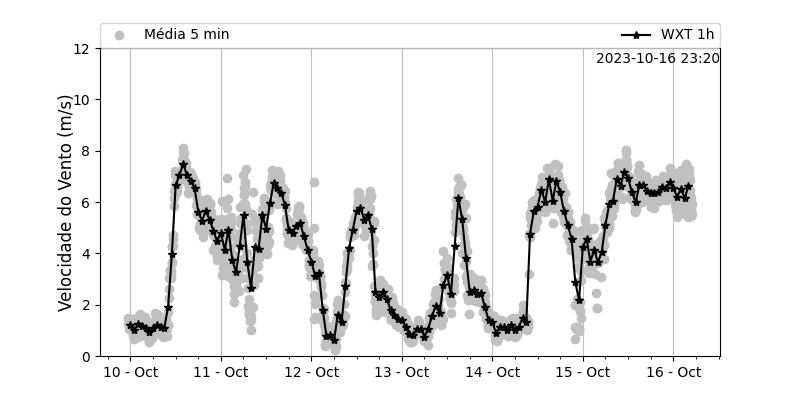 Média 5 min
WXT 1h
2023-10-16 23:20
Velocidade do Vento (m/s)
12
10
8
6
4
2
0
10 - Oct
11 - Oct
12 - Oct
13 - Oct
14 - Oct
15 - Oct
16 - Oct